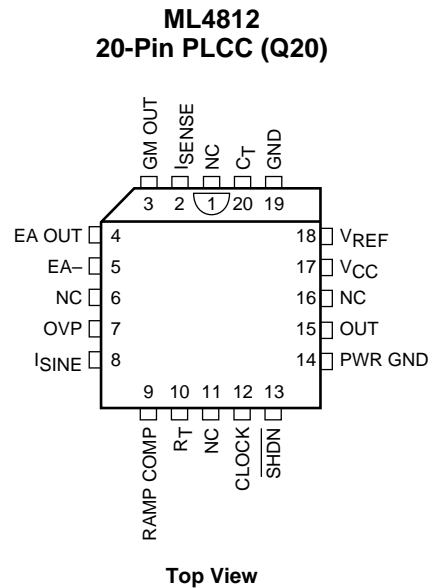 ML4812
20-Pin PLCC (Q20)
GM OUT
ISENSE
NC
CT
GND
3 2 1 20 19
EA OUT 4
EA– 5
NC 6
OVP 7
ISINE 8
18 VREF
17 VCC
16 NC
15 OUT
14 PWR GND
9 10 11 12 13
RAMP COMP
RT
NC
CLOCK
SHDN
Top View